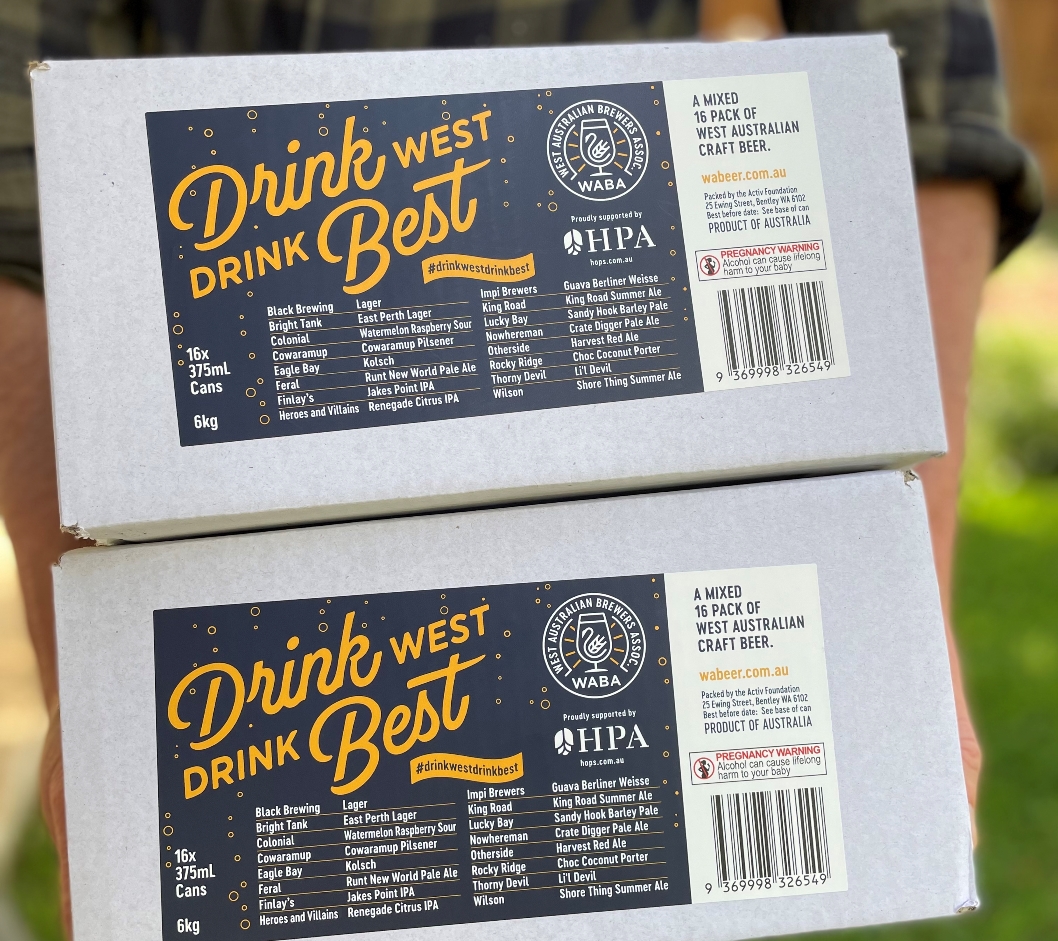 Drink WEST
DRINK Best
#drinkwestdrinkbest
WEST AUSTRALIAN BREWERS ASSOC.
WABA
Proudly supported by
HPA
hops.com.au
16x
375mL
Cans
6kg
Black Brewing Lager
Bright Tank East Perth Lager
Colonial Watermelon Raspberry Sour
Cowaramup Cowaramup Pilsener
Eagle Bay Kolsch
Feral Runt New World Pale Ale
Finlay's Jakes Point IPA
Heroes and Villains Renegade Citrus IPA
Impi Brewers Guava Berliner Weisse
King Road King Road Summer Ale
Lucky Bay Sandy Hook Barley Pale
Nowhereman Crate Digger Pale Ale
Otherside Harvest Red Ale
Rocky Ridge Choc Coconut Porter
Thorny Devil Li'l Devil
Wilson Shore Thing Summer Ale
A MIXED
16 PACK OF
WEST AUSTRALIAN
CRAFT BEER.
wabeer.com.au
Packed by the Activ Foundation
25 Ewing Street, Bentley WA 6102
Best before date: See base of can
PRODUCT OF AUSTRALIA
PREGNANCY WARNING
Alcohol can cause lifelong
harm to your baby
9 369998 326549
Drink WEST
DRINK Best
#drinkwestdrinkbest
WEST AUSTRALIAN BREWERS ASSOC.
WABA
Proudly supported by
HPA
hops.com.au
16x
375mL
Cans
6kg
Black Brewing Lager
Bright Tank East Perth Lager
Colonial Watermelon Raspberry Sour
Cowaramup Cowaramup Pilsener
Eagle Bay Kolsch
Feral Runt New World Pale Ale
Finlay's Jakes Point IPA
Heroes and Villains Renegade Citrus IPA
Impi Brewers Guava Berliner Weisse
King Road King Road Summer Ale
Lucky Bay Sandy Hook Barley Pale
Nowhereman Crate Digger Pale Ale
Otherside Harvest Red Ale
Rocky Ridge Choc Coconut Porter
Thorny Devil Li'l Devil
Wilson Shore Thing Summer Ale
A MIXED
16 PACK OF
WEST AUSTRALIAN
CRAFT BEER.
wabeer.com.au
Packed by the Activ Foundation
25 Ewing Street, Bentley WA 6102
Best before date: See base of can
PRODUCT OF AUSTRALIA
PREGNANCY WARNING
Alcohol can cause lifelong
harm to your baby
9 369998 326549